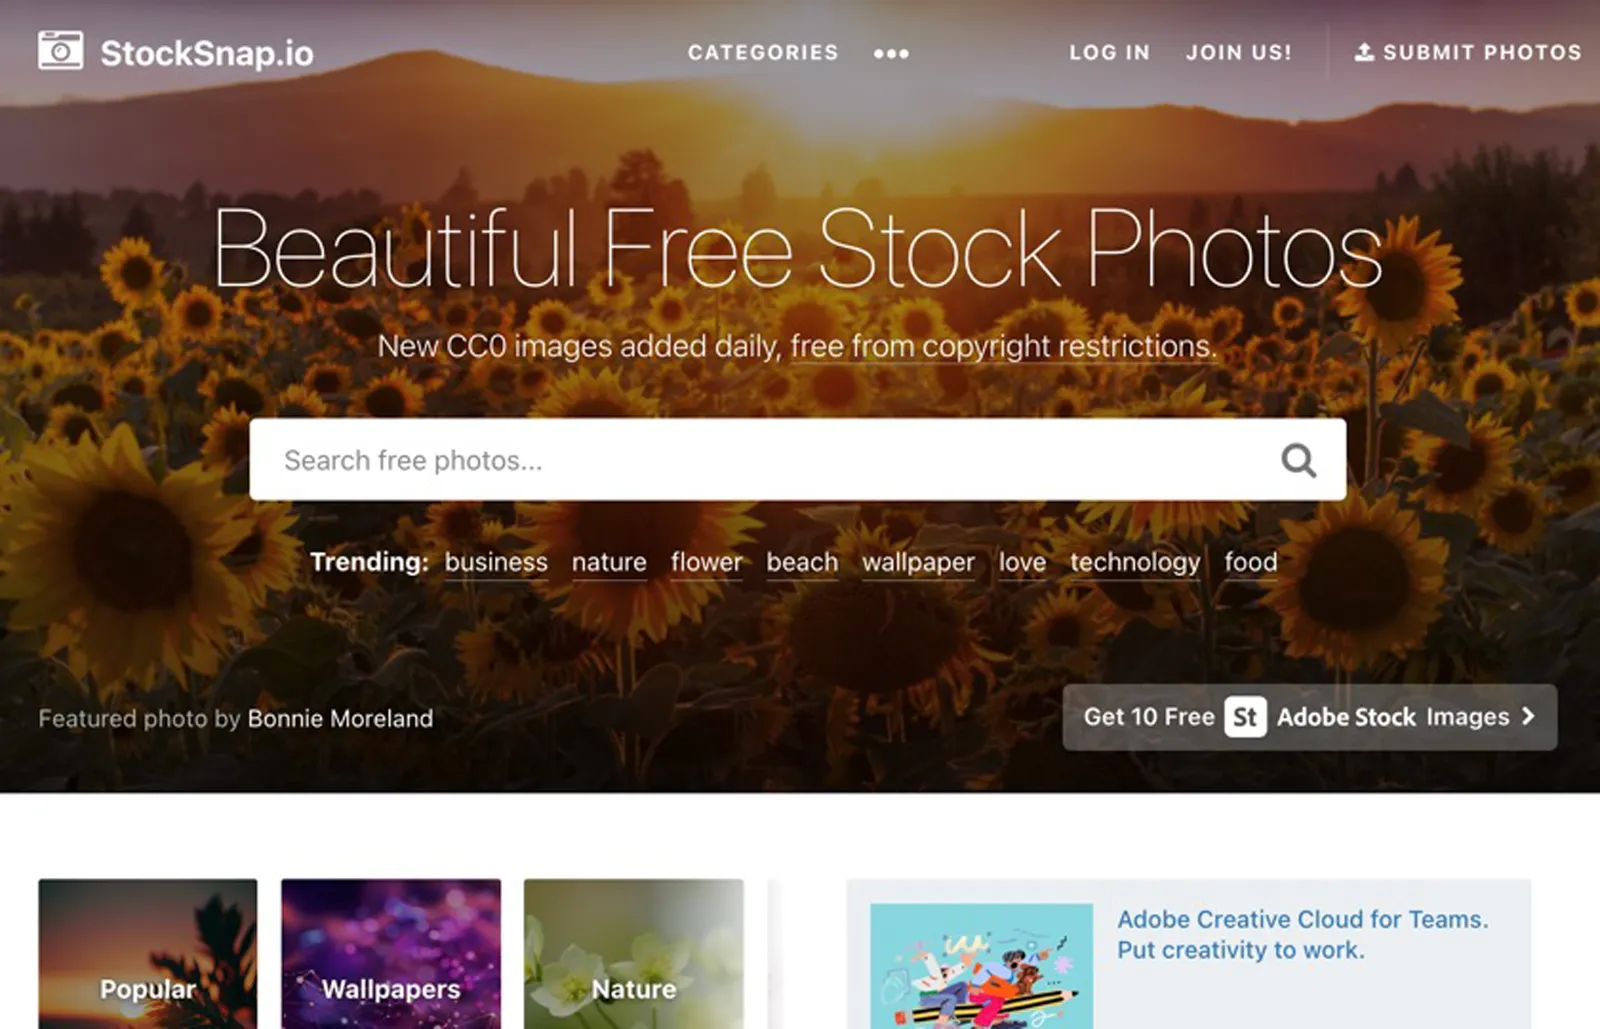 StockSnap.io
CATEGORIES
LOG IN
JOIN US!
SUBMIT PHOTOS
Beautiful Free Stock Photos
New CC0 images added daily, free from copyright restrictions.
Search free photos...
Trending: business nature flower beach wallpaper love technology food
Featured photo by Bonnie Moreland
Get 10 Free St Adobe Stock Images
Popular
Wallpapers
Nature
Adobe Creative Cloud for Teams.
Put creativity to work.